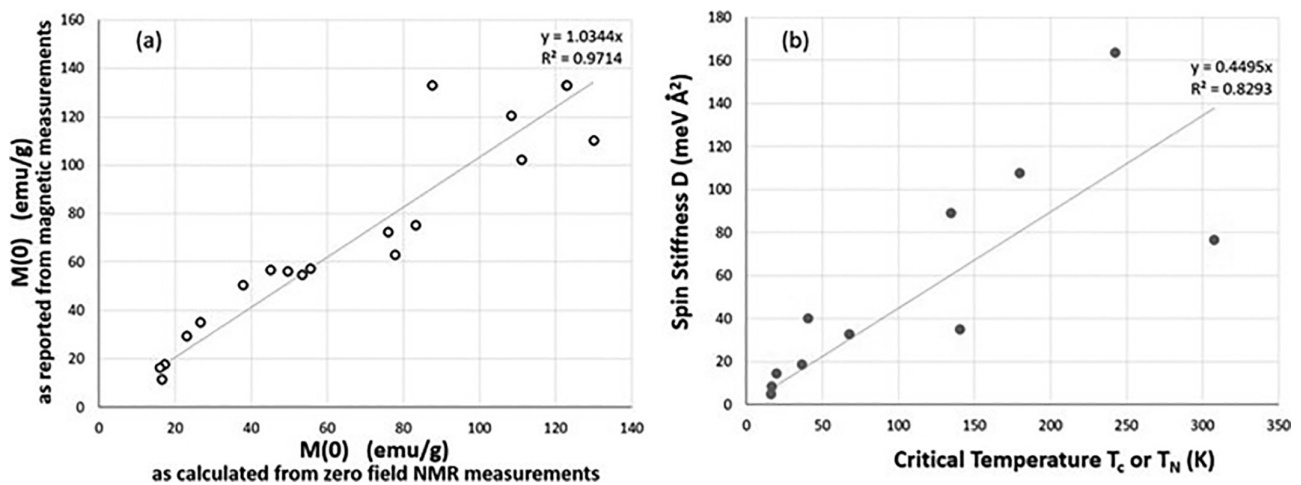 (a)
y = 1.0344x
R² = 0.9714
M(0) (emu/g)
as reported from magnetic measurements
160
140
120
100
80
60
40
20
0
0 20 40 60 80 100 120 140
M(0) (emu/g)
as calculated from zero field NMR measurements
(b)
y = 0.4495x
R² = 0.8293
Spin Stiffness D (meV Å²)
180
160
140
120
100
80
60
40
20
0
0 50 100 150 200 250 300 350
Critical Temperature T_c or T_N (K)